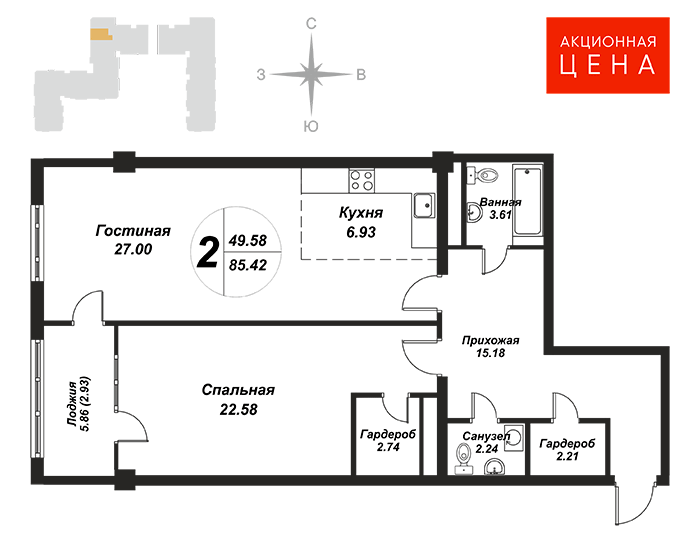 С
З
В
Ю
АКЦИОННАЯ
ЦЕНА
Гостиная
27.00
2
49.58
85.42
Кухня
6.93
Ванная
3.61
Прихожая
15.18
Лоджия
5.86 (2.93)
Спальная
22.58
Гардероб
2.74
Санузел
2.24
Гардероб
2.21